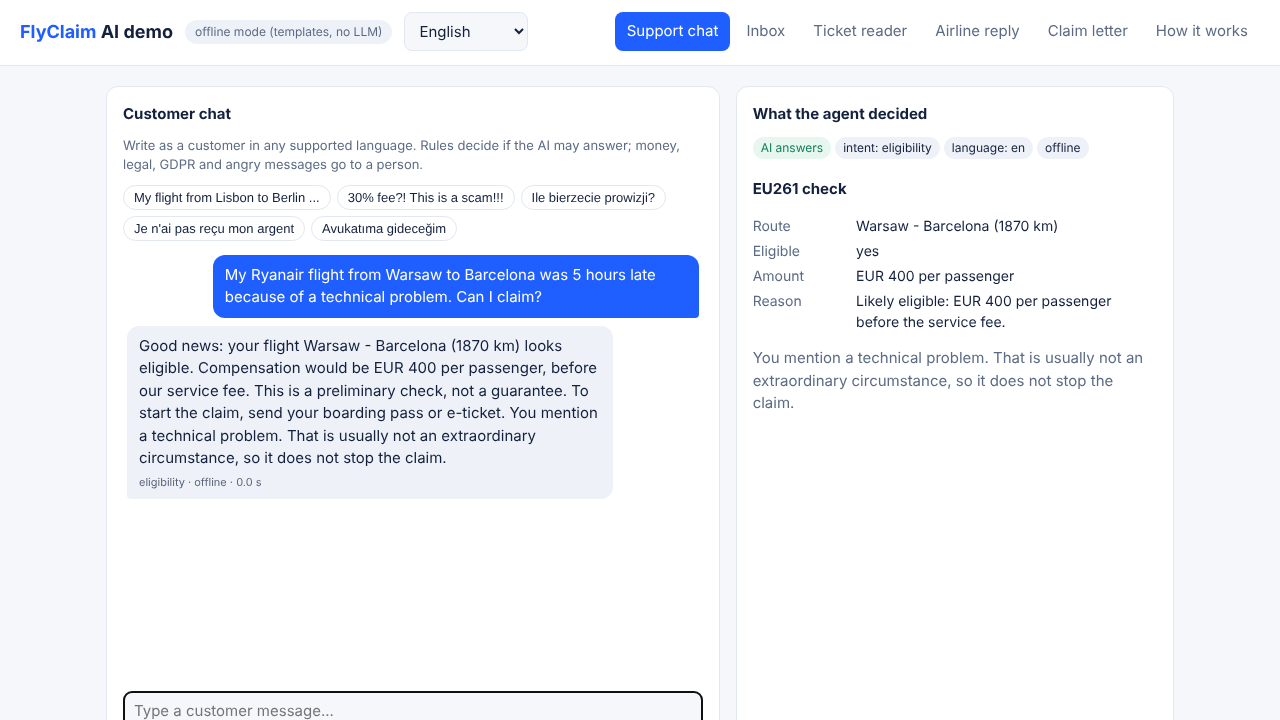 FlyClaim AI demo
offline mode (templates, no LLM)
English
Support chat
Inbox
Ticket reader
Airline reply
Claim letter
How it works
Customer chat
Write as a customer in any supported language. Rules decide if the AI may answer; money,
legal, GDPR and angry messages go to a person.
My flight from Lisbon to Berlin ...
30% fee?! This is a scam!!!
Ile bierzecie prowizji?
Je n'ai pas reçu mon argent
Avukatıma gideceğim
My Ryanair flight from Warsaw to Barcelona was 5 hours late
because of a technical problem. Can I claim?
Good news: your flight Warsaw - Barcelona (1870 km) looks
eligible. Compensation would be EUR 400 per passenger, before
our service fee. This is a preliminary check, not a guarantee. To
start the claim, send your boarding pass or e-ticket. You mention
a technical problem. That is usually not an extraordinary
circumstance, so it does not stop the claim.
eligibility · offline · 0.0 s
Type a customer message...
What the agent decided
AI answers
intent: eligibility
language: en
offline
EU261 check
Route Warsaw - Barcelona (1870 km)
Eligible yes
Amount EUR 400 per passenger
Reason Likely eligible: EUR 400 per passenger
before the service fee.
You mention a technical problem. That is usually not an
extraordinary circumstance, so it does not stop the
claim.